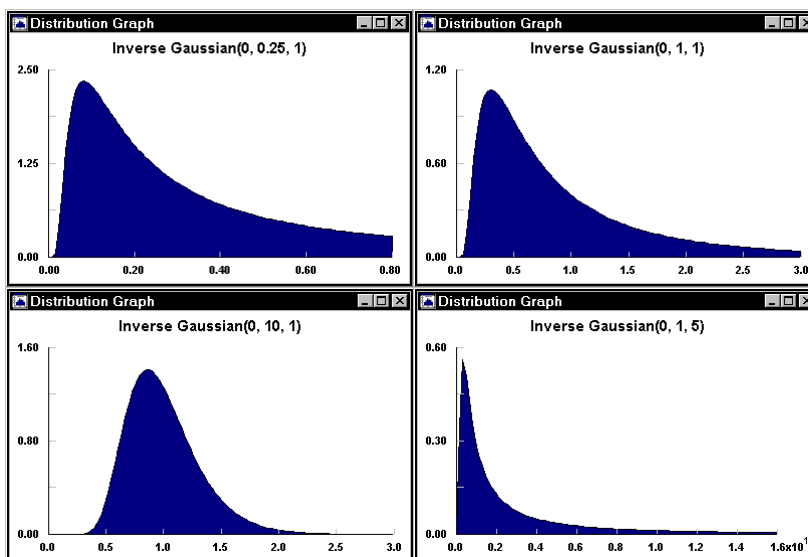 Distribution Graph
Inverse Gaussian(0, 0.25, 1)
2.50
1.25
0.00
0.00 0.20 0.40 0.60 0.80
Distribution Graph
Inverse Gaussian(0, 1, 1)
1.20
0.60
0.00
0.0 0.5 1.0 1.5 2.0 2.5 3.0
Distribution Graph
Inverse Gaussian(0, 10, 1)
1.60
0.80
0.00
0.0 0.5 1.0 1.5 2.0 2.5 3.0
Distribution Graph
Inverse Gaussian(0, 1, 5)
0.60
0.30
0.00
0.0 0.2 0.4 0.6 0.8 1.0 1.2 1.4 1.6x10¹